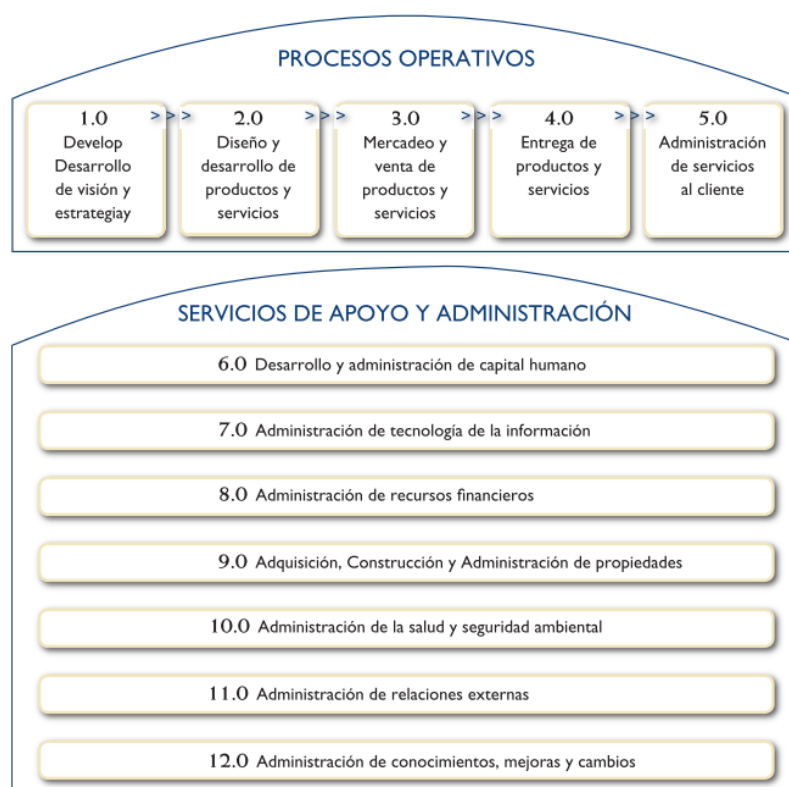 PROCESOS OPERATIVOS
1.0
Develop
Desarrollo
de visión y
estrategiay
> > >
2.0
Diseño y
desarrollo de
productos y
servicios
> > >
3.0
Mercadeo y
venta de
productos y
servicios
> > >
4.0
Entrega de
productos y
servicios
> > >
5.0
Administración
de servicios
al cliente
SERVICIOS DE APOYO Y ADMINISTRACIÓN
6.0 Desarrollo y administración de capital humano
7.0 Administración de tecnología de la información
8.0 Administración de recursos financieros
9.0 Adquisición, Construcción y Administración de propiedades
10.0 Administración de la salud y seguridad ambiental
11.0 Administración de relaciones externas
12.0 Administración de conocimientos, mejoras y cambios